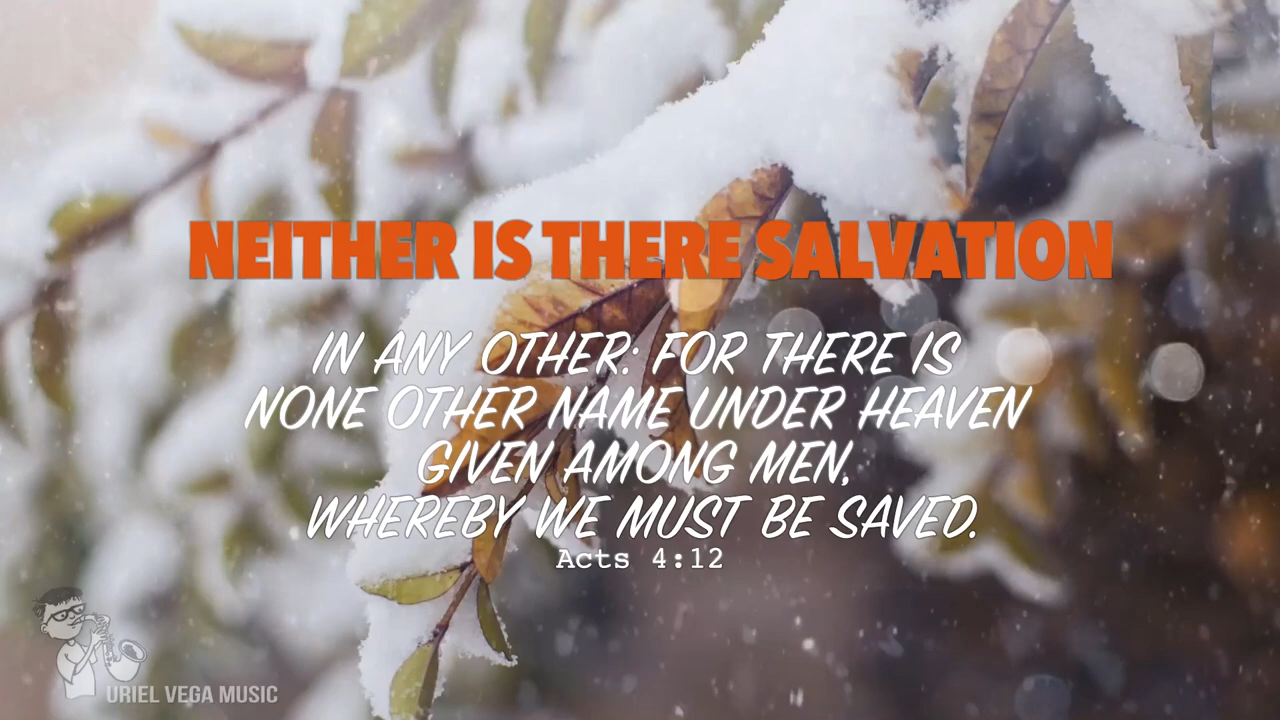 NEITHER IS THERE SALVATION
IN ANY OTHER: FOR THERE IS
NONE OTHER NAME UNDER HEAVEN
GIVEN AMONG MEN,
WHEREBY WE MUST BE SAVED.
Acts 4:12
URIEL VEGA MUSIC